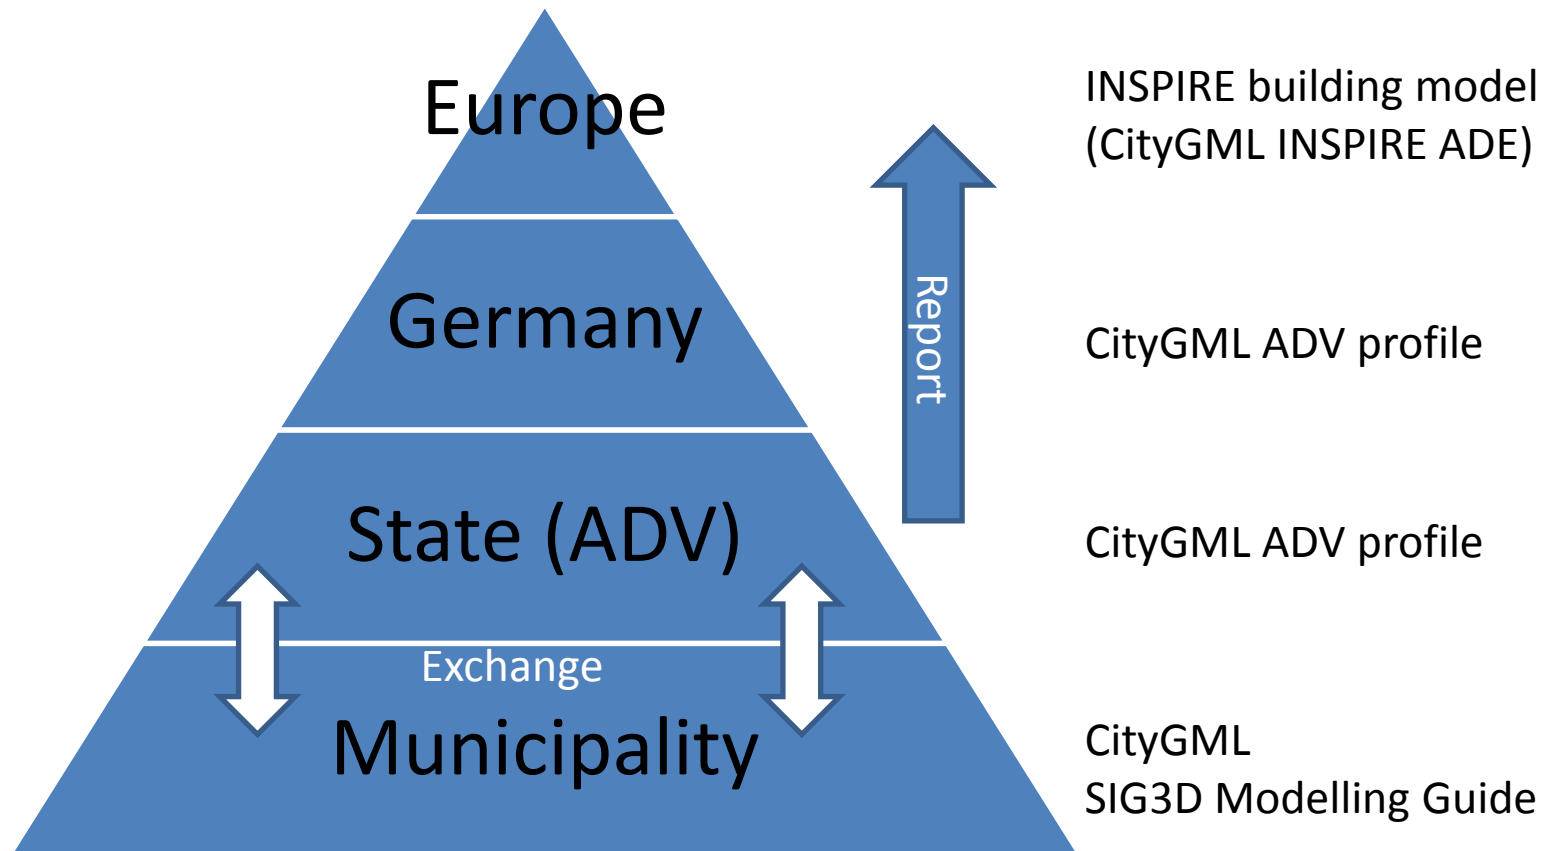 Europe
INSPIRE building model
(CityGML INSPIRE ADE)
Germany
Report
CityGML ADV profile
State (ADV)
CityGML ADV profile
Exchange
Municipality
CityGML
SIG3D Modelling Guide